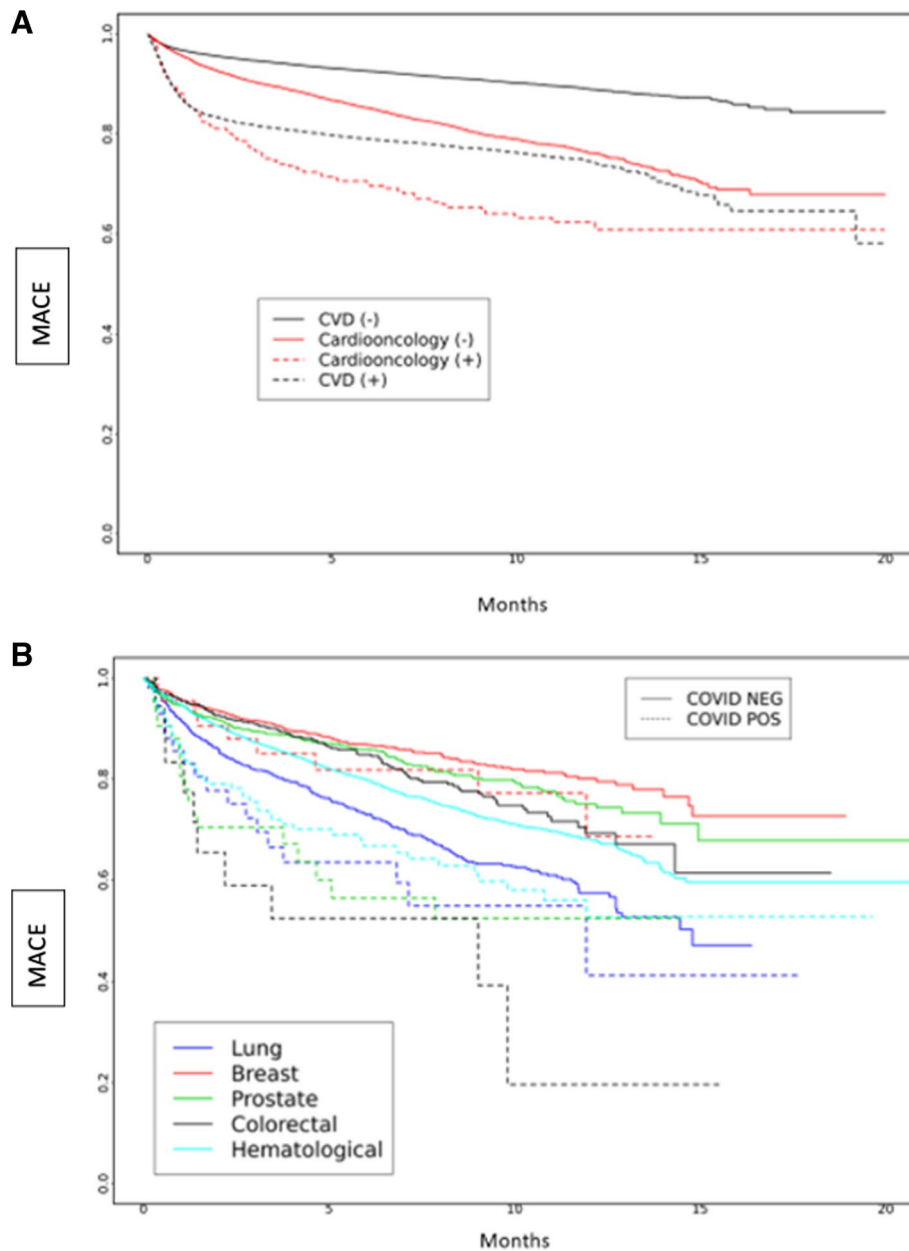 A
1.0
0.8
0.6
0.4
0.2
0.0
MACE
CVD (-)
Cardiooncology (-)
Cardiooncology (+)
CVD (+)
0 5 10 15 20
Months
B
1.0
0.8
0.6
0.4
0.2
0.0
MACE
COVID NEG
COVID POS
Lung
Breast
Prostate
Colorectal
Hematological
0 5 10 15 20
Months